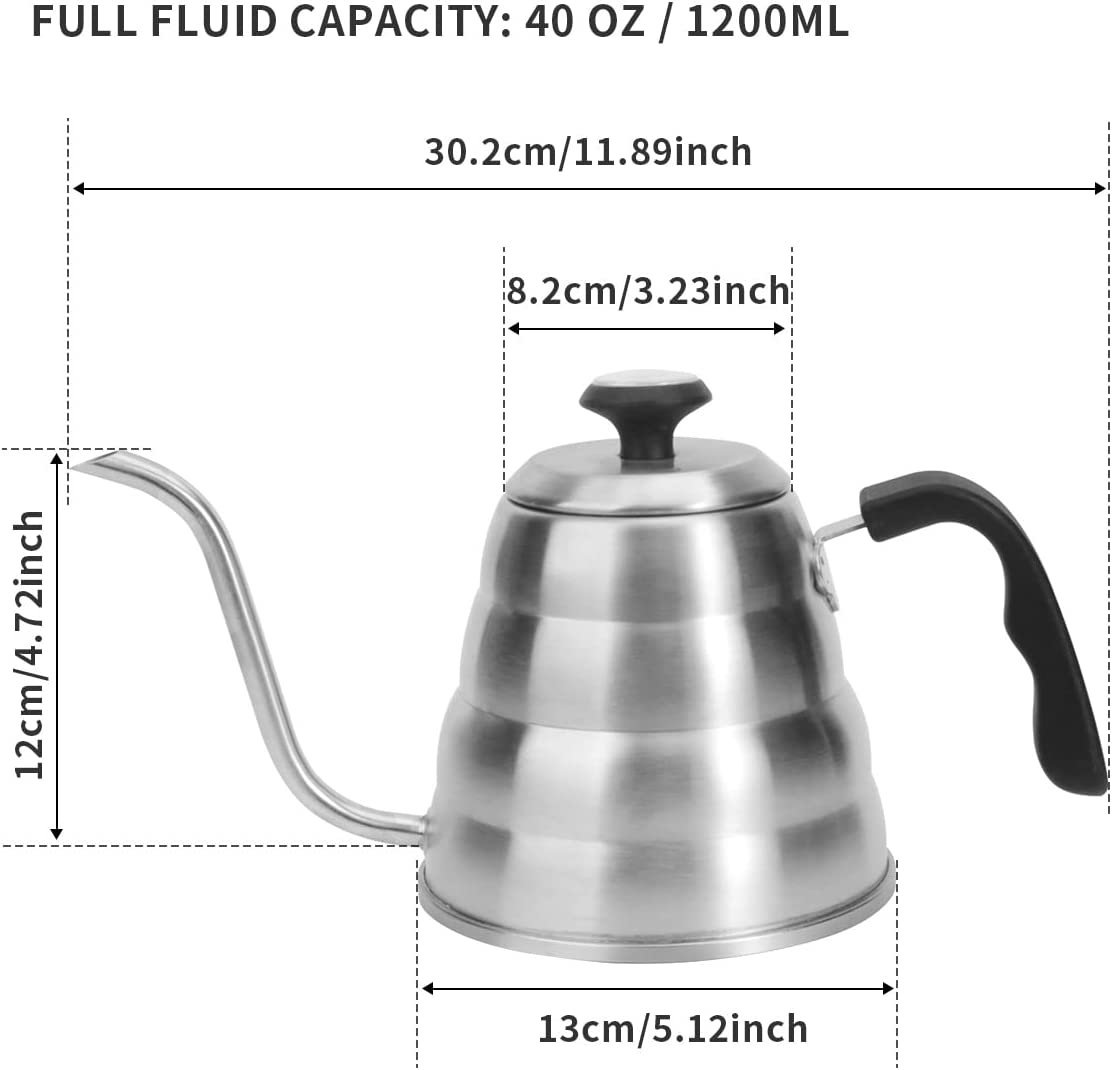 FULL FLUID CAPACITY: 40 OZ / 1200ML
30.2cm/11.89inch
8.2cm/3.23inch
12cm/4.72inch
13cm/5.12inch